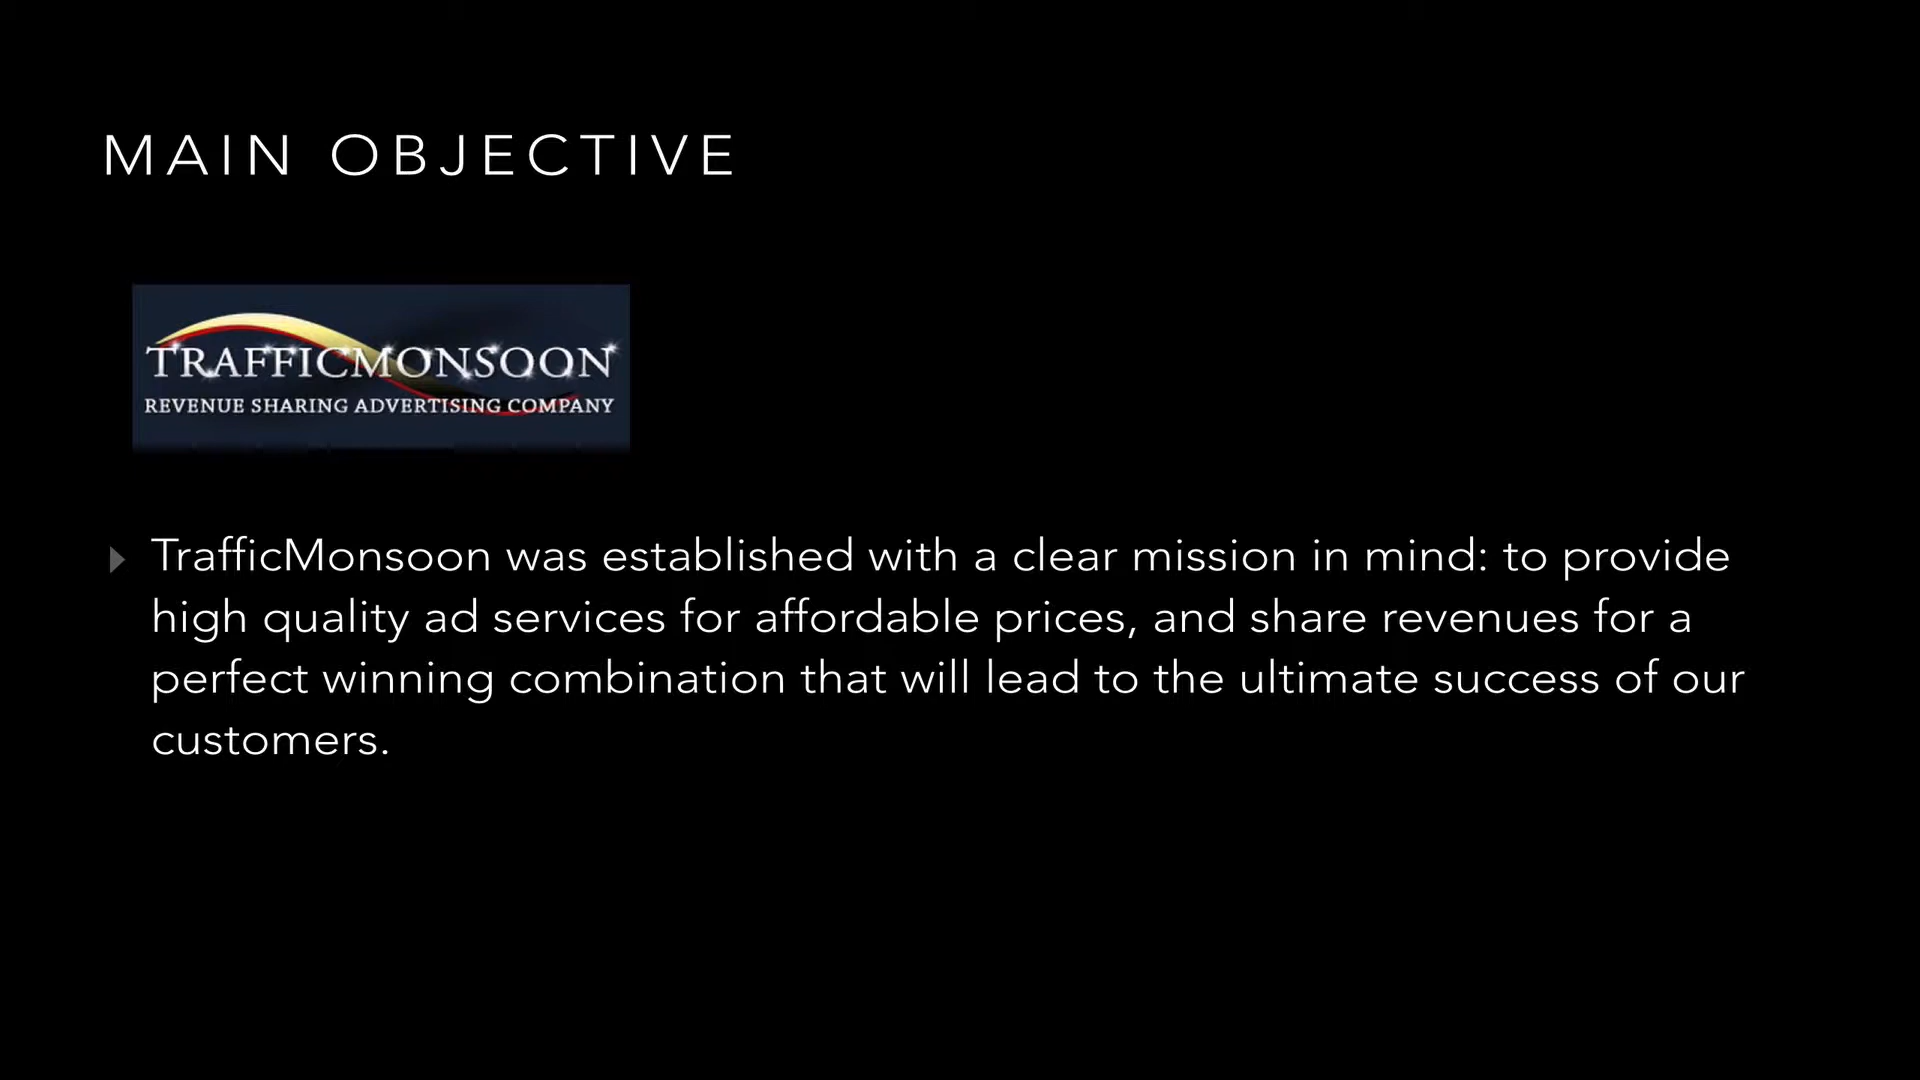 MAIN OBJECTIVE
TRAFFICMONSOON
REVENUE SHARING ADVERTISING COMPANY
TrafficMonsoon was established with a clear mission in mind: to provide
high quality ad services for affordable prices, and share revenues for a
perfect winning combination that will lead to the ultimate success of our
customers.